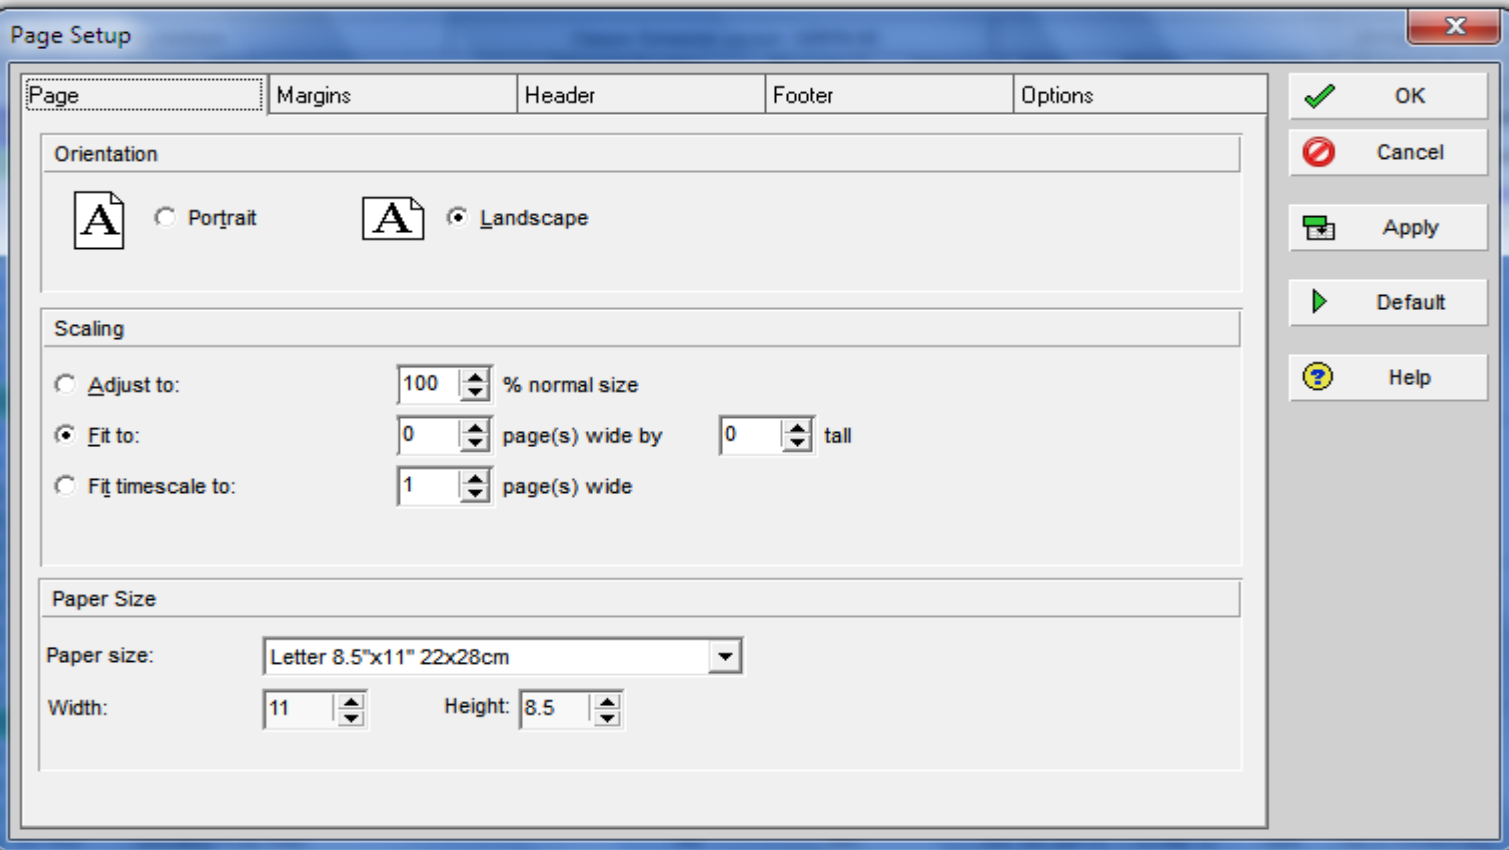 Page Setup
X
Page
Margins
Header
Footer
Options
OK
Cancel
Apply
Default
Help
Orientation
A
Portrait
A
Landscape
Scaling
Adjust to: 100 % normal size
Fit to: 0 page(s) wide by 0 tall
Fit timescale to: 1 page(s) wide
Paper Size
Paper size: Letter 8.5"x11" 22x28cm
Width: 11 Height: 8.5